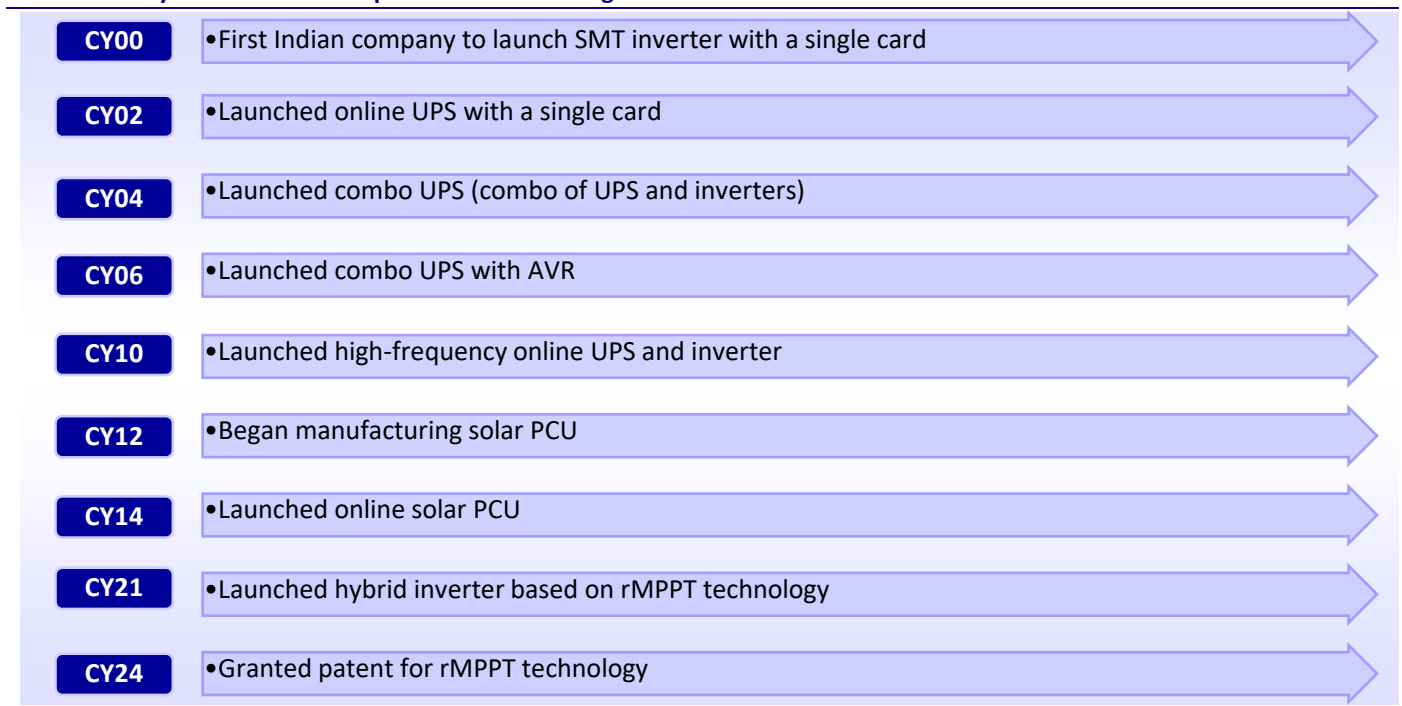 CY00
•First Indian company to launch SMT inverter with a single card
CY02
•Launched online UPS with a single card
CY04
•Launched combo UPS (combo of UPS and inverters)
CY06
•Launched combo UPS with AVR
CY10
•Launched high-frequency online UPS and inverter
CY12
•Began manufacturing solar PCU
CY14
•Launched online solar PCU
CY21
•Launched hybrid inverter based on rMPPT technology
CY24
•Granted patent for rMPPT technology